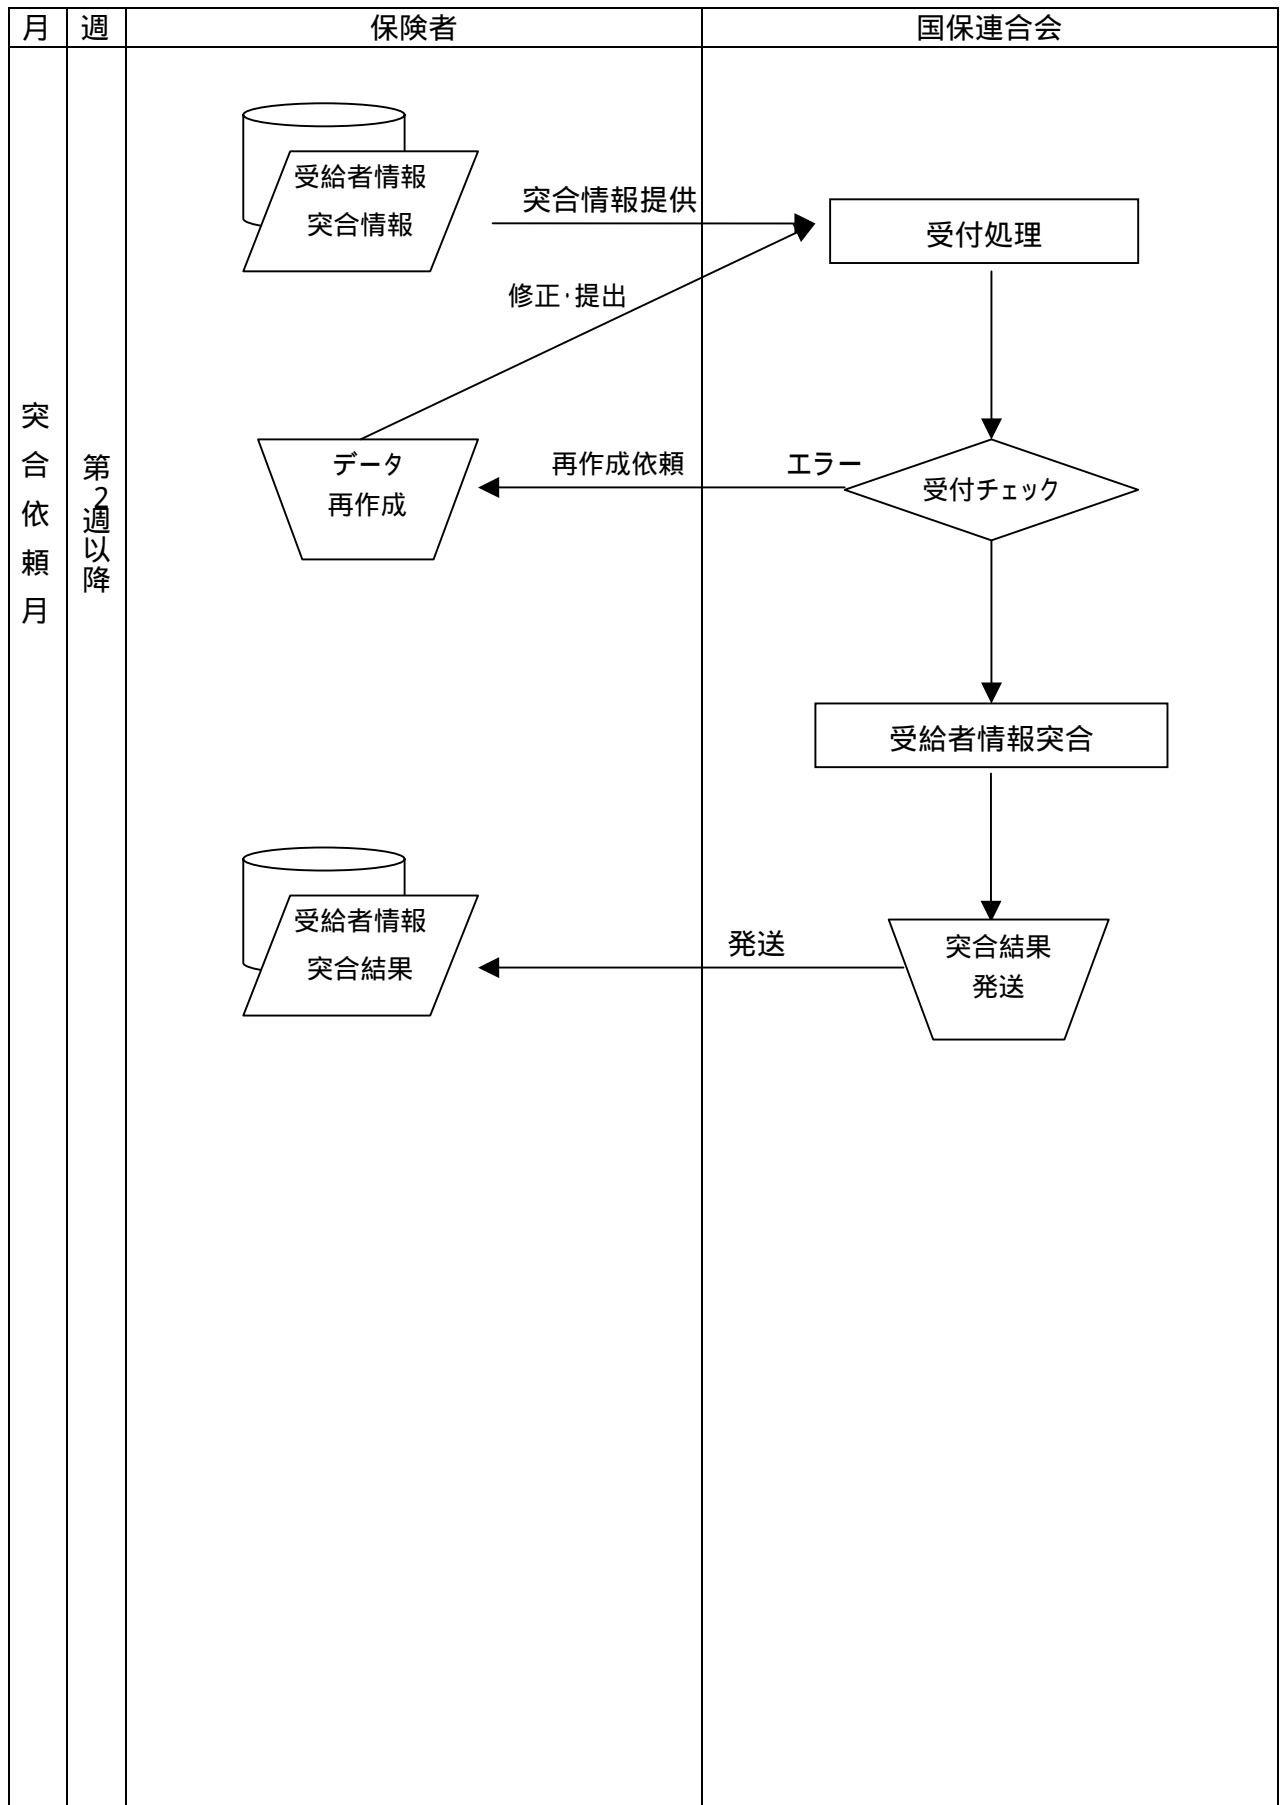 月 週 保険者 国保連合会
受給者情報
突合情報
突合情報提供
受付処理
修正・提出
突合依頼月
第2週以降
データ
再作成
再作成依頼
エラー
受付チェック
受給者情報突合
受給者情報
突合結果
発送
突合結果
発送